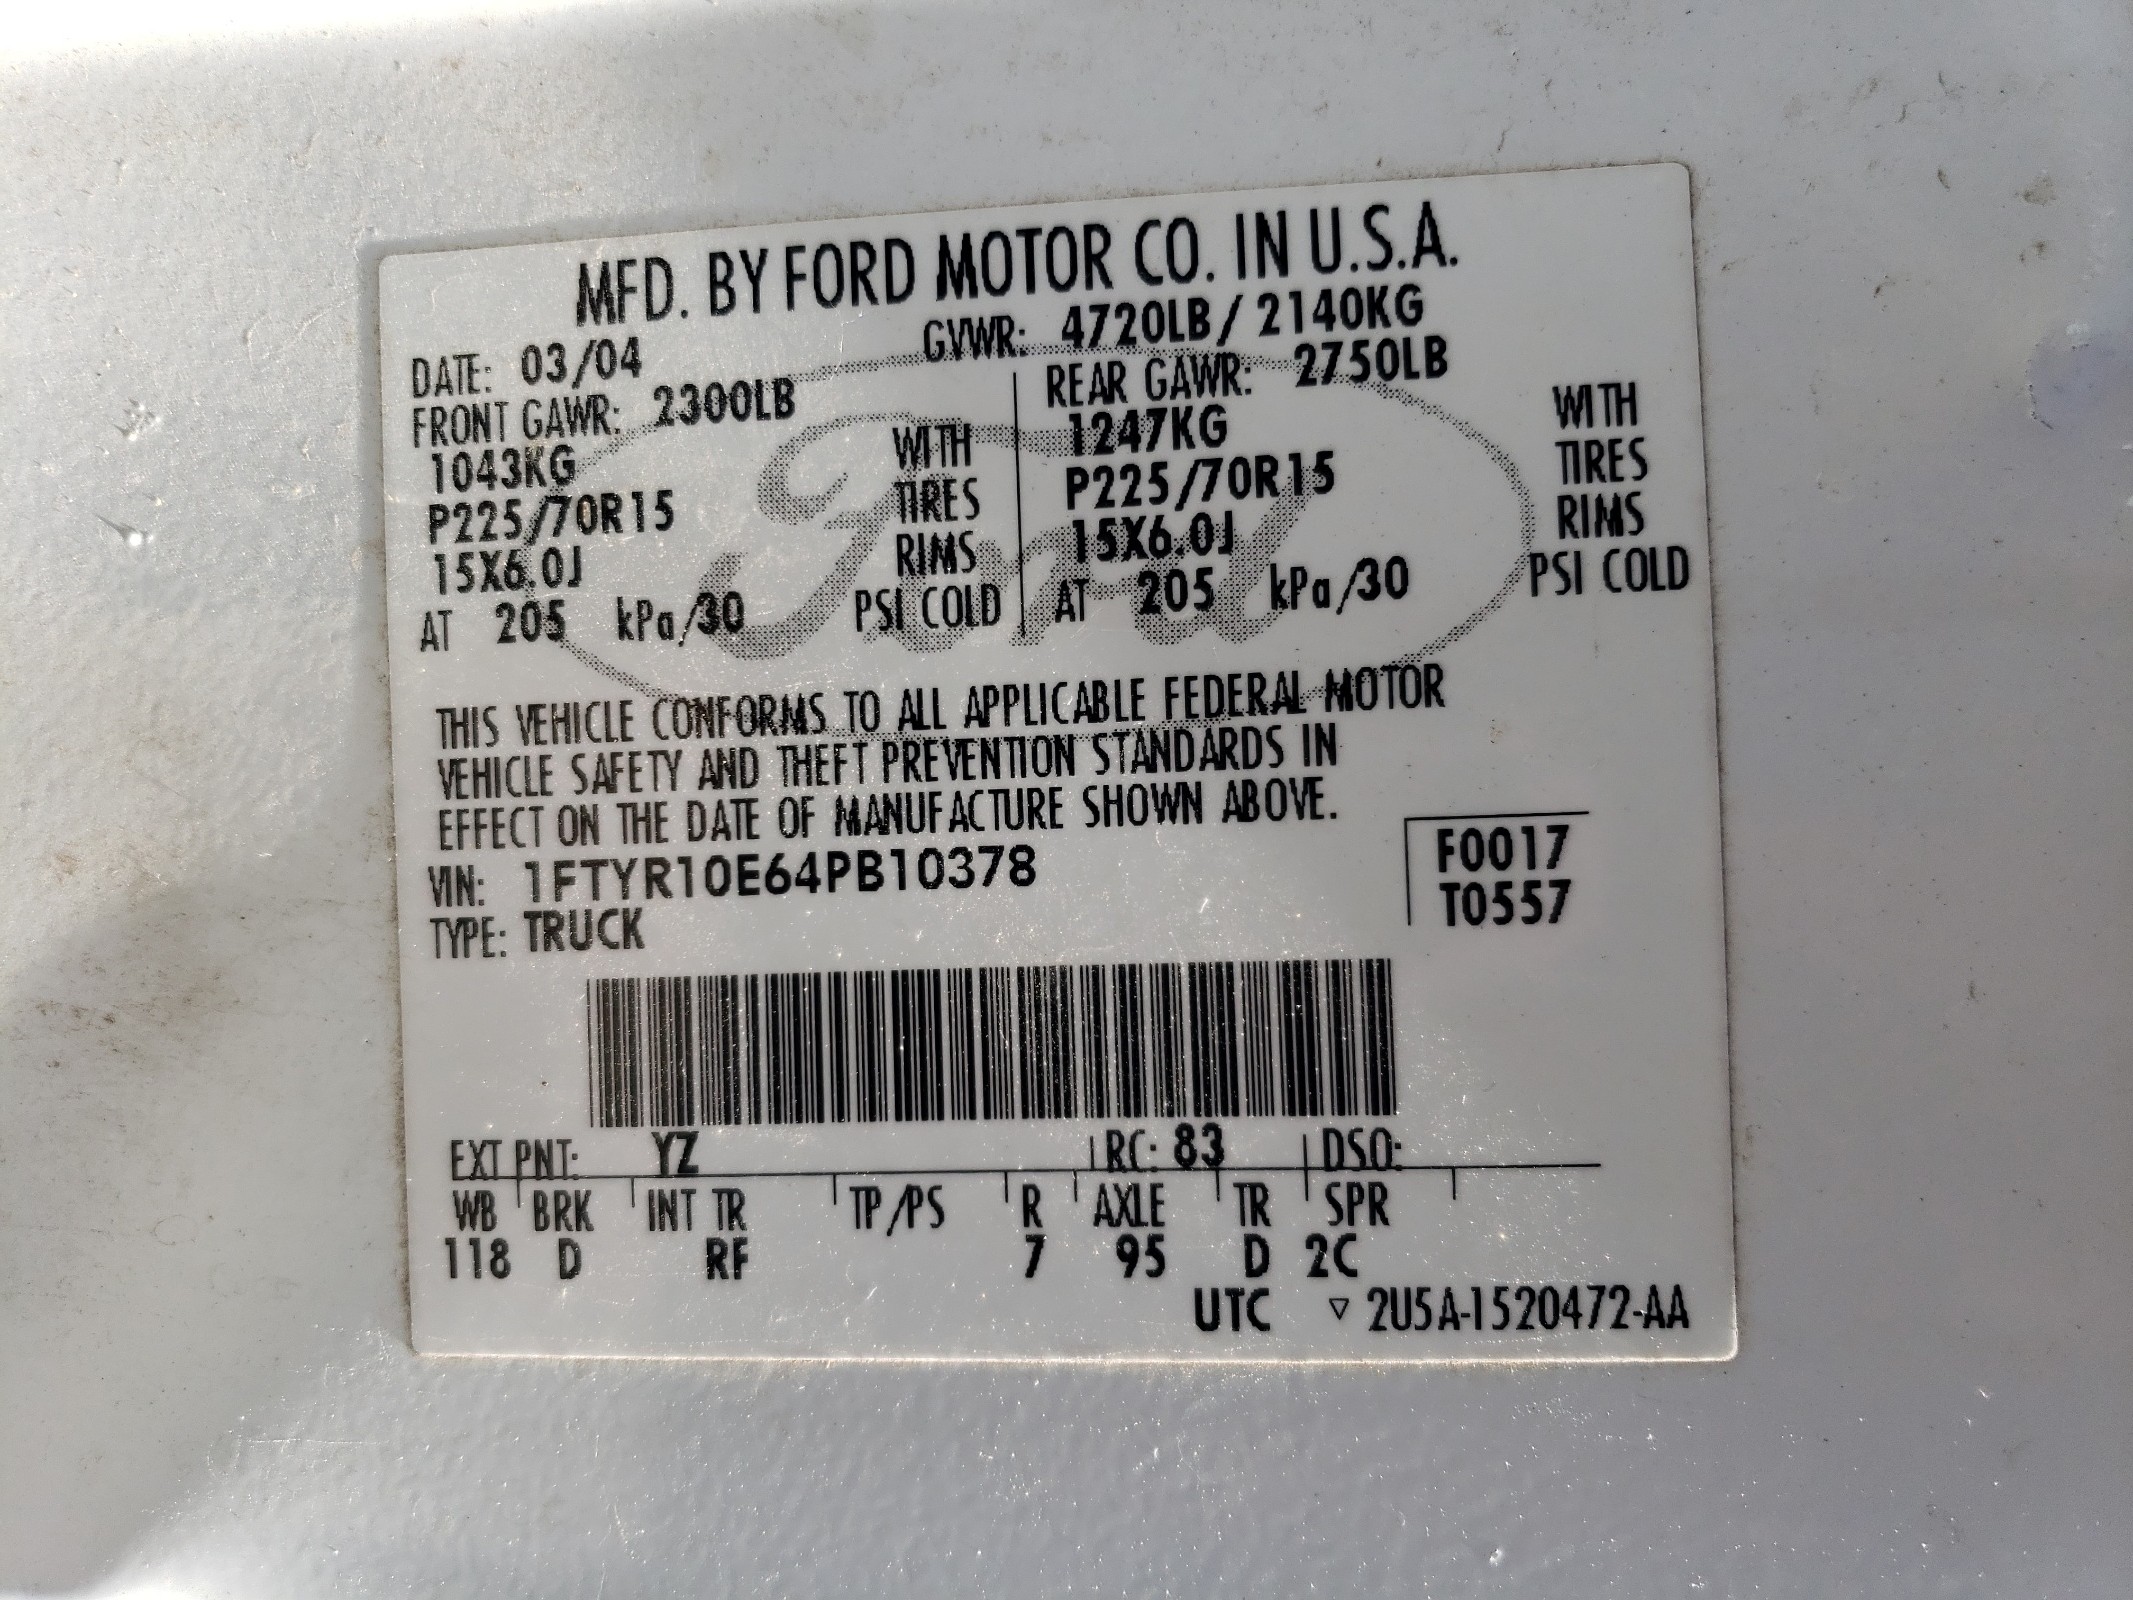 MFD. BY FORD MOTOR CO. IN U.S.A.
DATE: 03/04 GVWR: 4720LB/ 2140KG
FRONT GAWR: 2300LB REAR GAWR: 2750LB
1043KG WITH 1247KG WITH
P225/70R15 TIRES P225/70R15 TIRES
15X6.0J RIMS 15X6.0J RIMS
AT 205 kPa/30 PSI COLD AT 205 kPa/30 PSI COLD
Ford
THIS VEHICLE CONFORMS TO ALL APPLICABLE FEDERAL MOTOR
VEHICLE SAFETY AND THEFT PREVENTION STANDARDS IN
EFFECT ON THE DATE OF MANUFACTURE SHOWN ABOVE.
VIN: 1FTYR10E64PB10378 F0017
TYPE: TRUCK T0557
EXT PNT: YZ RC: 83 DSO:
WB BRK INT TR TP/PS R AXLE TR SPR
118 D RF 7 95 D 2C
UTC ▽ 2U5A-1520472-AA